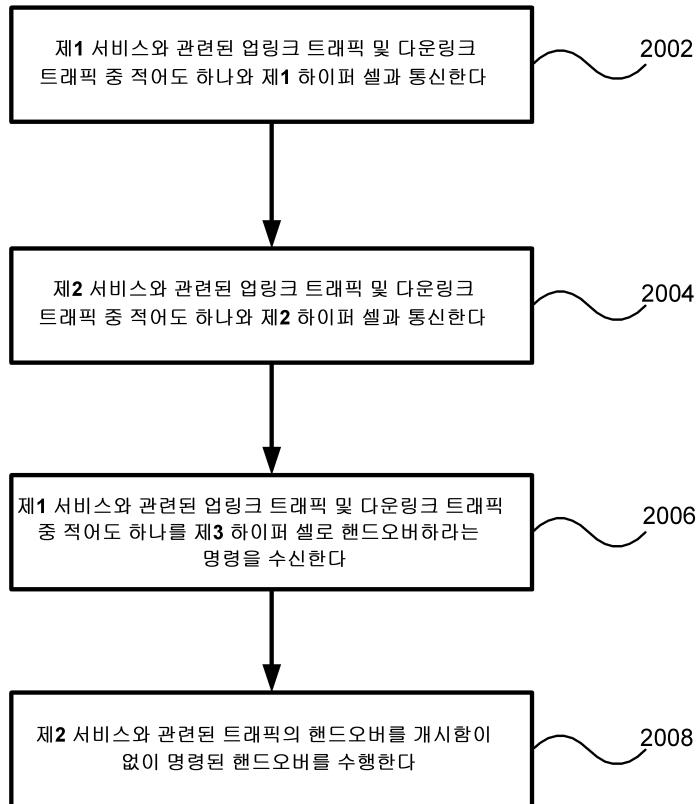 제1 서비스와 관련된 업링크 트래픽 및 다운링크
트래픽 중 적어도 하나와 제1 하이퍼 셀과 통신한다
2002
제2 서비스와 관련된 업링크 트래픽 및 다운링크
트래픽 중 적어도 하나와 제2 하이퍼 셀과 통신한다
2004
제1 서비스와 관련된 업링크 트래픽 및 다운링크 트래픽
중 적어도 하나를 제3 하이퍼 셀로 핸드오버하라는
명령을 수신한다
2006
제2 서비스와 관련된 트래픽의 핸드오버를 개시함이
없이 명령된 핸드오버를 수행한다
2008